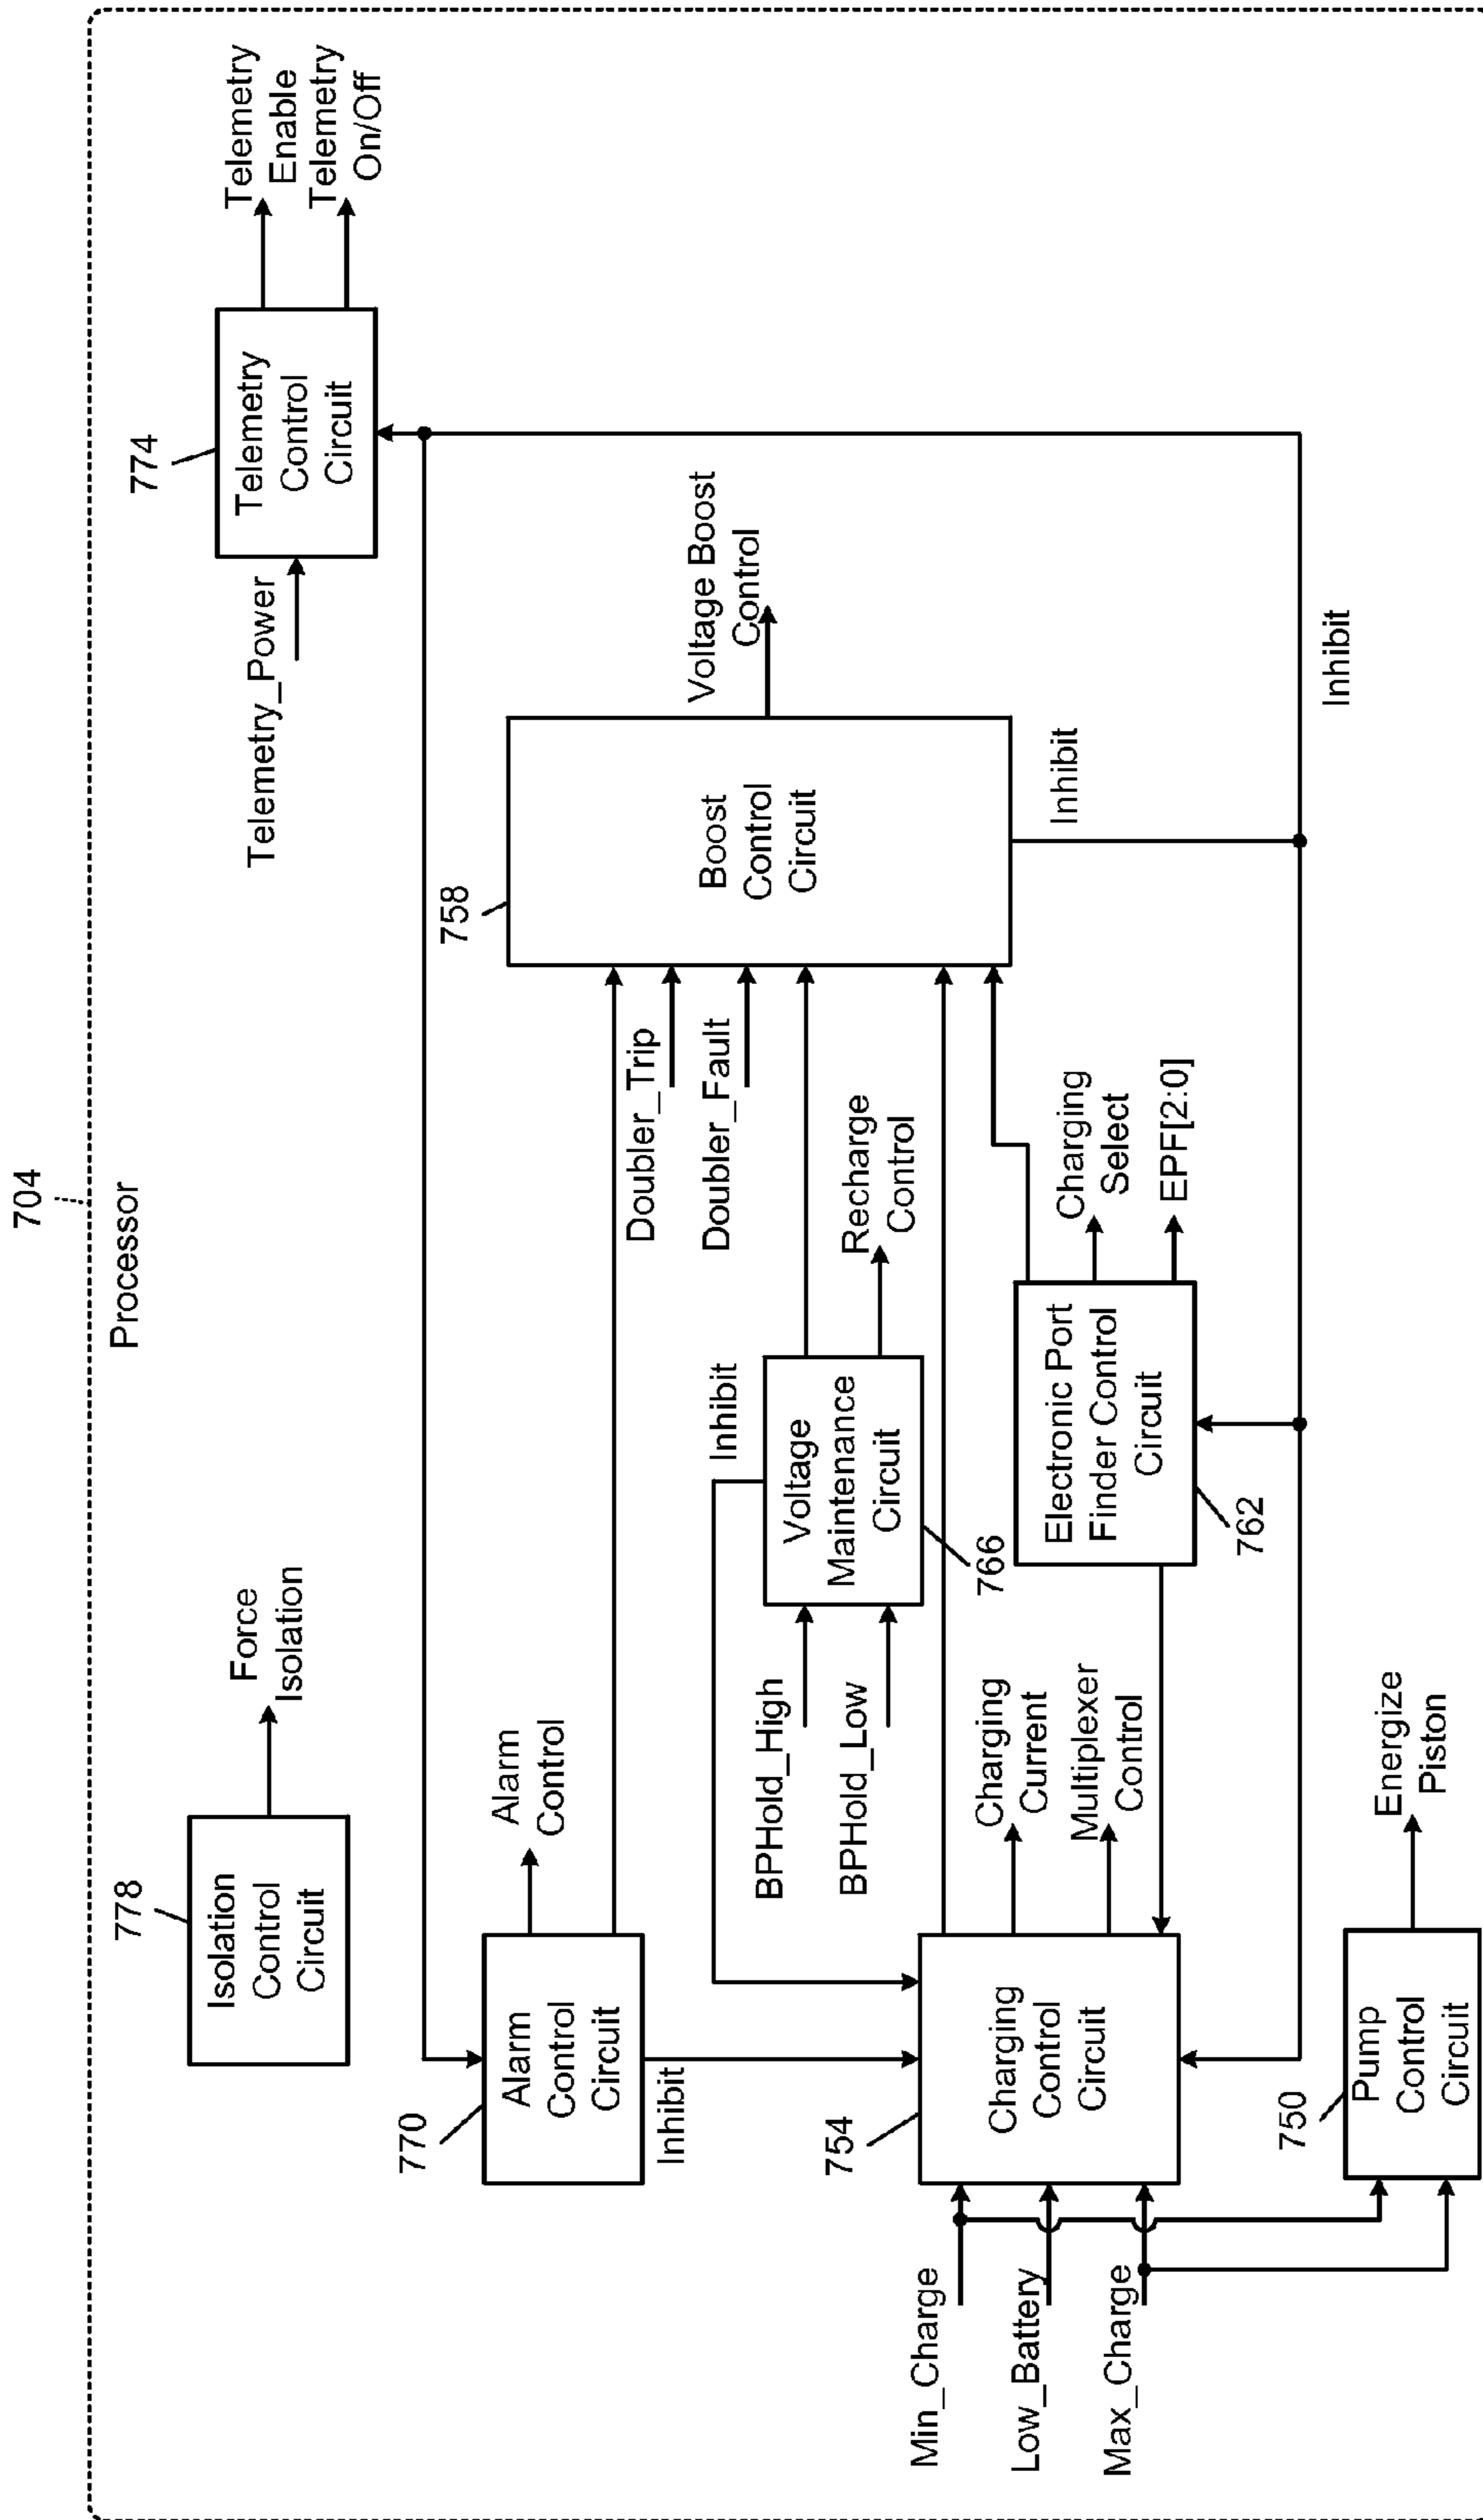 704
Processor
778
Isolation
Control
Circuit
Force
Isolation
774
Telemetry_Power
Telemetry
Control
Circuit
Telemetry
Enable
Telemetry
On/Off
770
Alarm
Control
Circuit
Alarm
Control
Inhibit
758
Doubler_Trip
Doubler_Fault
Boost
Control
Circuit
Voltage Boost
Control
Inhibit
Inhibit
BPHold_High
BPHold_Low
Voltage
Maintenance
Circuit
766
Recharge
Control
754
Min_Charge
Low_Battery
Max_Charge
Charging
Control
Circuit
Charging
Current
Multiplexer
Control
Electronic Port
Finder Control
Circuit
762
Charging
Select
EPF[2:0]
Inhibit
750
Pump
Control
Circuit
Energize
Piston